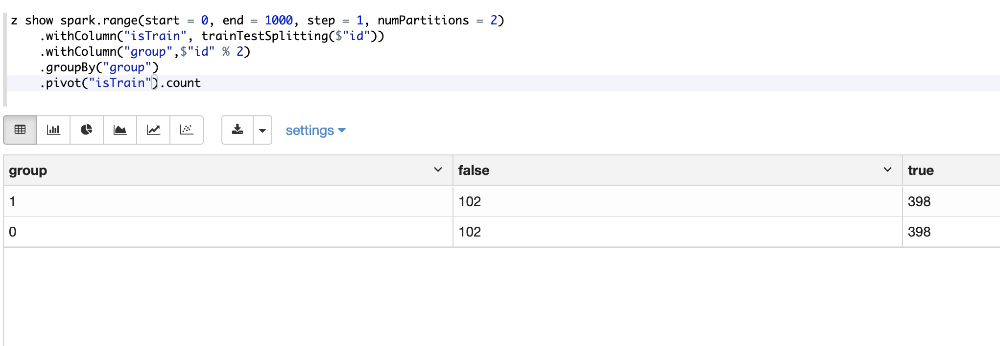 z show spark.range(start = 0, end = 1000, step = 1, numPartitions = 2)
.withColumn("isTrain", trainTestSplitting($"id"))
.withColumn("group",$"id" % 2)
.groupBy("group")
.pivot("isTrain").count
settings
group false true
1 102 398
0 102 398